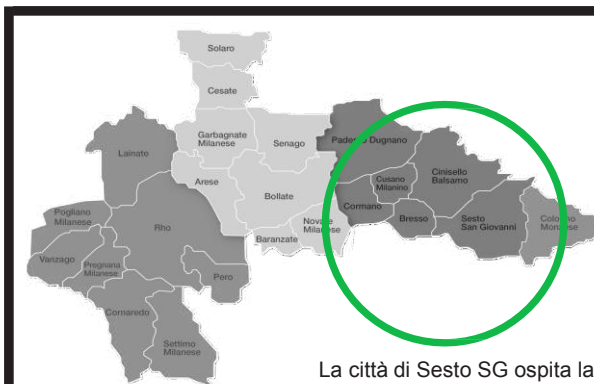 Solaro
Cesate
Garbagnate
Milanese
Senago
Lainate
Arese
Bollate
Paderno Dugnano
Cusano
Milanino
Cinisello
Balsamo
Cormano
Bresso
Sesto
San Giovanni
Cologno
Monzese
Novate
Milanese
Baranzate
Pogliano
Milanese
Rho
Vanzago
Pregnana
Milanese
Pero
Cornaredo
Settimo
Milanese
La città di Sesto SG ospita la